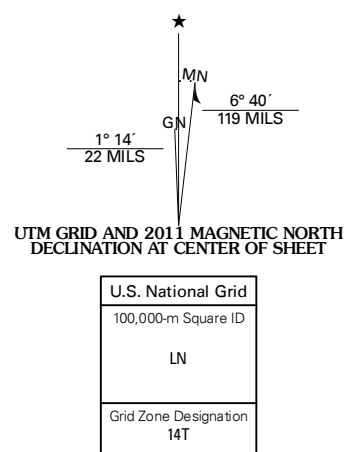 ★
MN
GN
6° 40´
119 MILS
1° 14´
22 MILS
UTM GRID AND 2011 MAGNETIC NORTH
DECLINATION AT CENTER OF SHEET
U.S. National Grid
100,000-m Square ID
LN
Grid Zone Designation
14T